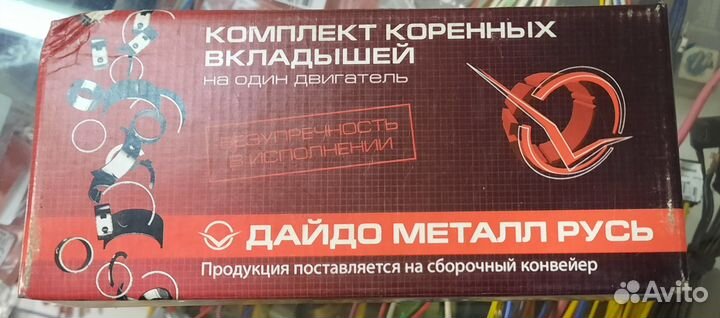 КОМПЛЕКТ КОРЕННЫХ
ВКЛАДЫШЕЙ
на один двигатель
БЕЗУПРЕЧНОСТЬ
В ИСПОЛНЕНИИ
ДАЙДО МЕТАЛЛ РУСЬ
Продукция поставляется на сборочный конвейер
Avito